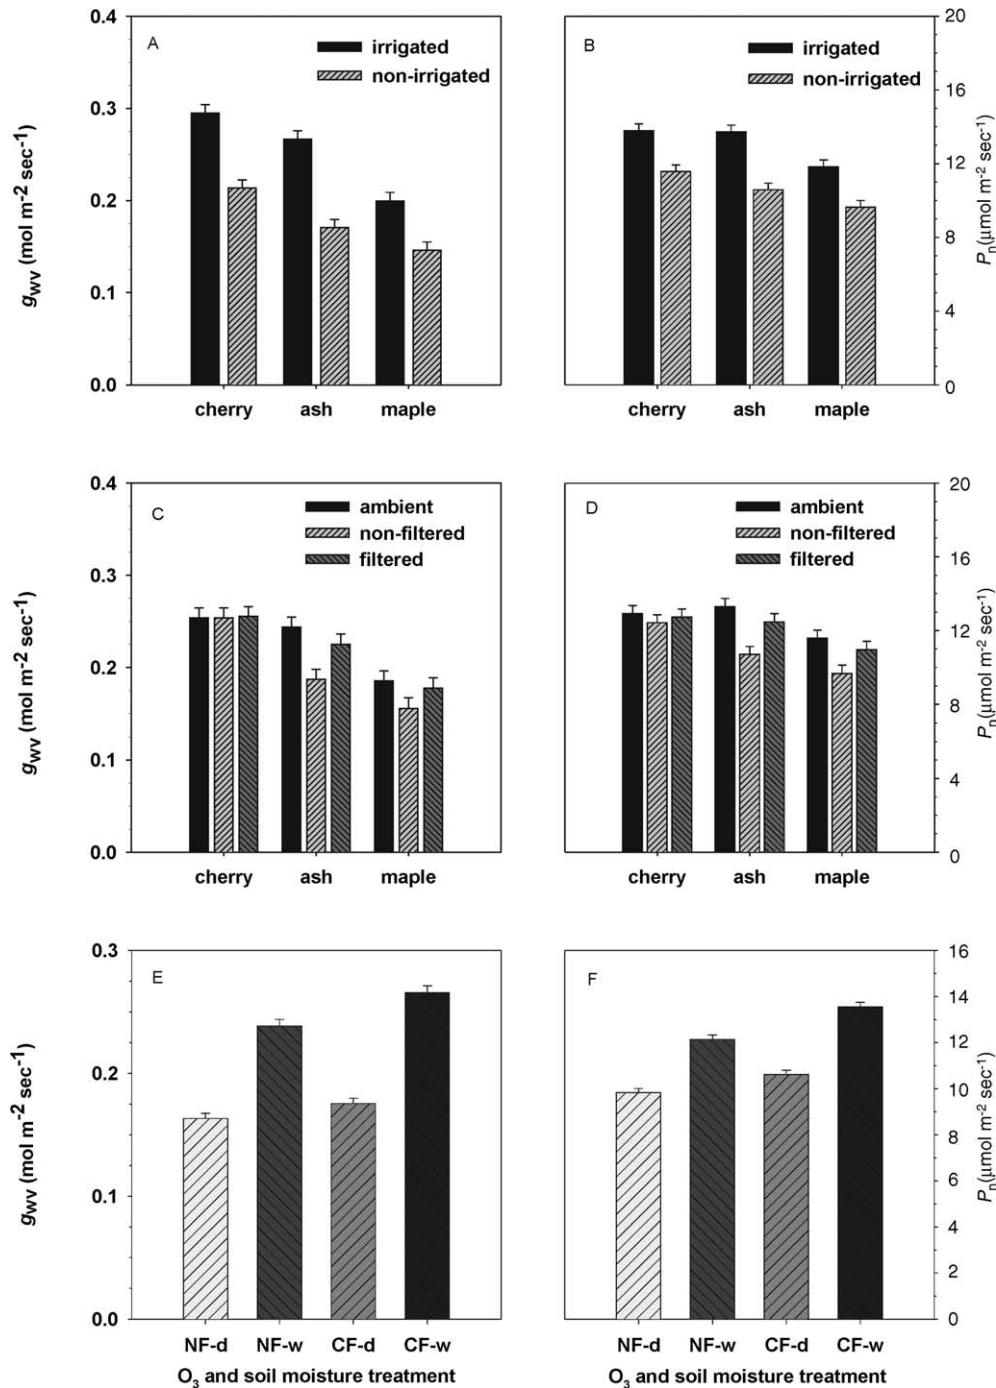 A
irrigated
non-irrigated
0.4
0.3
0.2
0.1
0.0
g_wv (mol m⁻² sec⁻¹)
cherry ash maple
B
irrigated
non-irrigated
20
16
12
8
4
0
P_n(µmol m⁻² sec⁻¹)
cherry ash maple
C
ambient
non-filtered
filtered
0.4
0.3
0.2
0.1
0.0
g_wv (mol m⁻² sec⁻¹)
cherry ash maple
D
ambient
non-filtered
filtered
20
16
12
8
4
0
P_n(µmol m⁻² sec⁻¹)
cherry ash maple
E
0.3
0.2
0.1
0.0
g_wv (mol m⁻² sec⁻¹)
NF-d NF-w CF-d CF-w
O₃ and soil moisture treatment
F
16
14
12
10
8
6
4
2
0
P_n(µmol m⁻² sec⁻¹)
NF-d NF-w CF-d CF-w
O₃ and soil moisture treatment